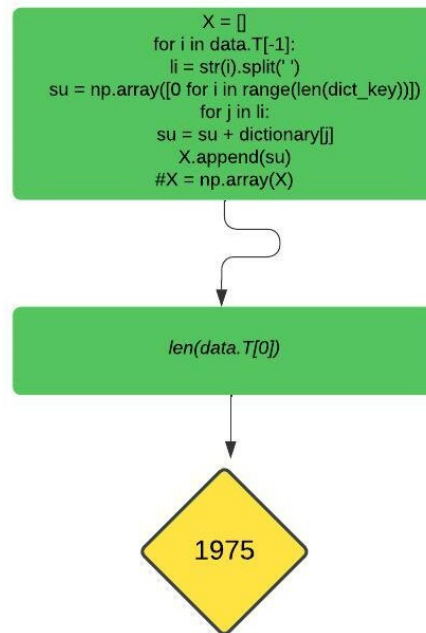 X = []
for i in data.T[-1]:
li = str(i).split(' ')
su = np.array([0 for i in range(len(dict_key))])
for j in li:
su = su + dictionary[j]
X.append(su)
#X = np.array(X)
len(data.T[0])
1975